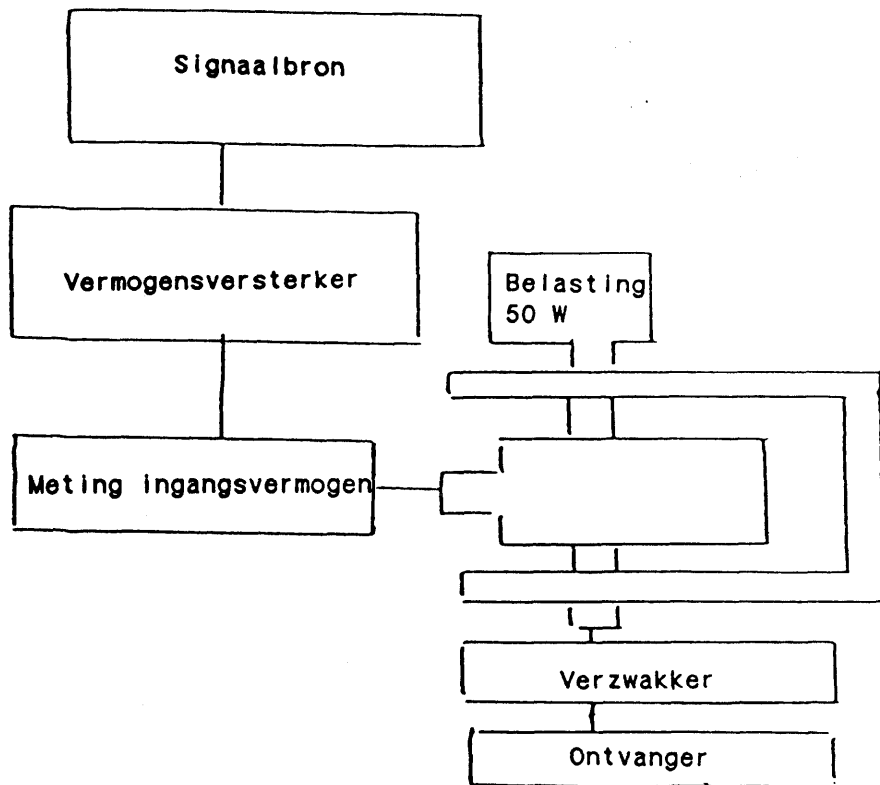 Signaalbron
Vermogensversterker
Belasting
50 W
Meting ingangsvermogen
Verzwakker
Ontvanger